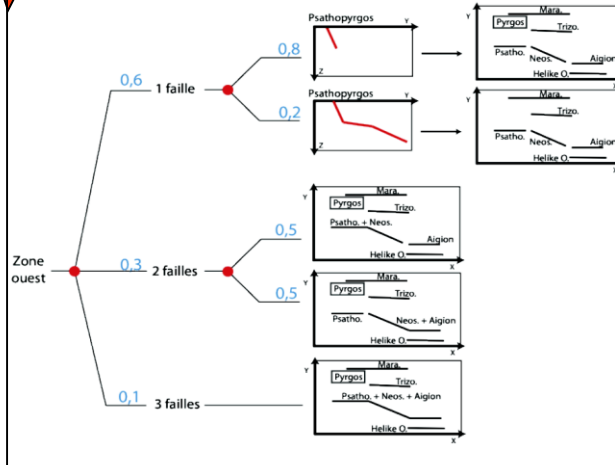 Psathopyrgos
Y
Z
0,8
Y
Mara.
Pyrgos
Trizo.
Psatho.
Neos.
Aigion
Helike O.
X
0,6
1 faille
0,2
Psathopyrgos
Y
Z
Y
Mara.
Trizo.
Psatho.
Neos.
Aigion
Helike O.
X
Zone
ouest
0,3
2 failles
0,5
Y
Mara.
Pyrgos
Trizo.
Psatho. + Neos.
Aigion
Helike O.
X
0,5
Y
Mara.
Pyrgos
Trizo.
Psatho.
Neos. + Aigion
Helike O.
X
0,1
3 failles
Y
Mara.
Pyrgos
Trizo.
Psatho. + Neos. + Aigion
Helike O.
X